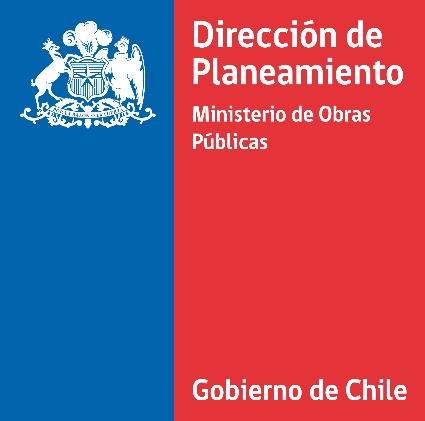 Dirección de
Planeamiento
Ministerio de Obras
Públicas
Gobierno de Chile